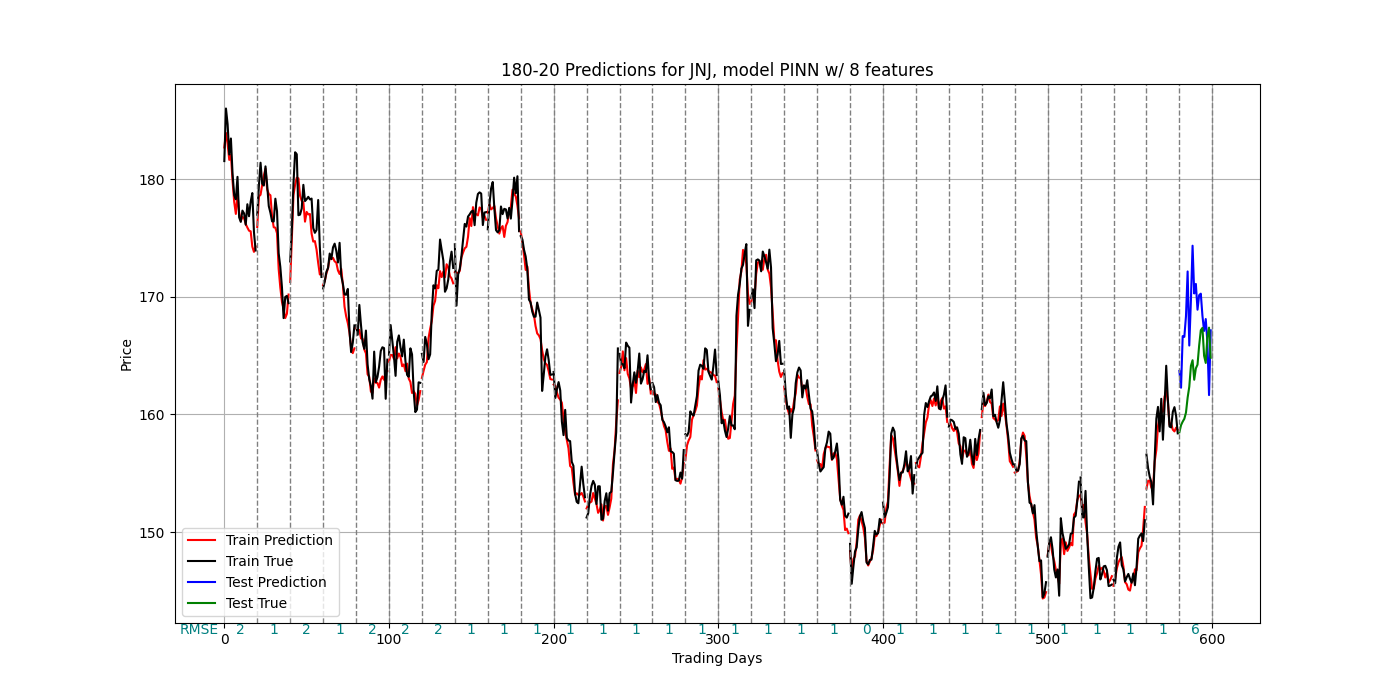 180-20 Predictions for JNJ, model PINN w/ 8 features
Price
180
170
160
150
Train Prediction
Train True
Test Prediction
Test True
RMSE 2 1 2 1 2 2 2 1 1 1 1 1 1 1 1 1 1 1 1 0 1 1 1 1 1 1 1 1 1 6
0 100 200 300 400 500 600
Trading Days